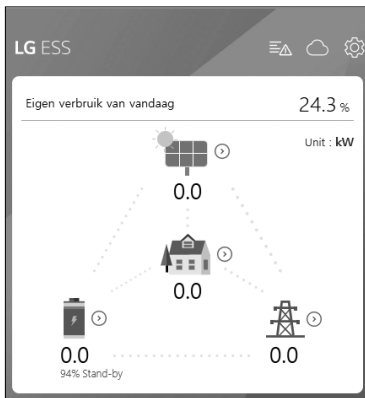 LG ESS
Eigen verbruik van vandaag 24.3 %
Unit : kW
0.0
0.0
0.0 0.0
94% Stand-by